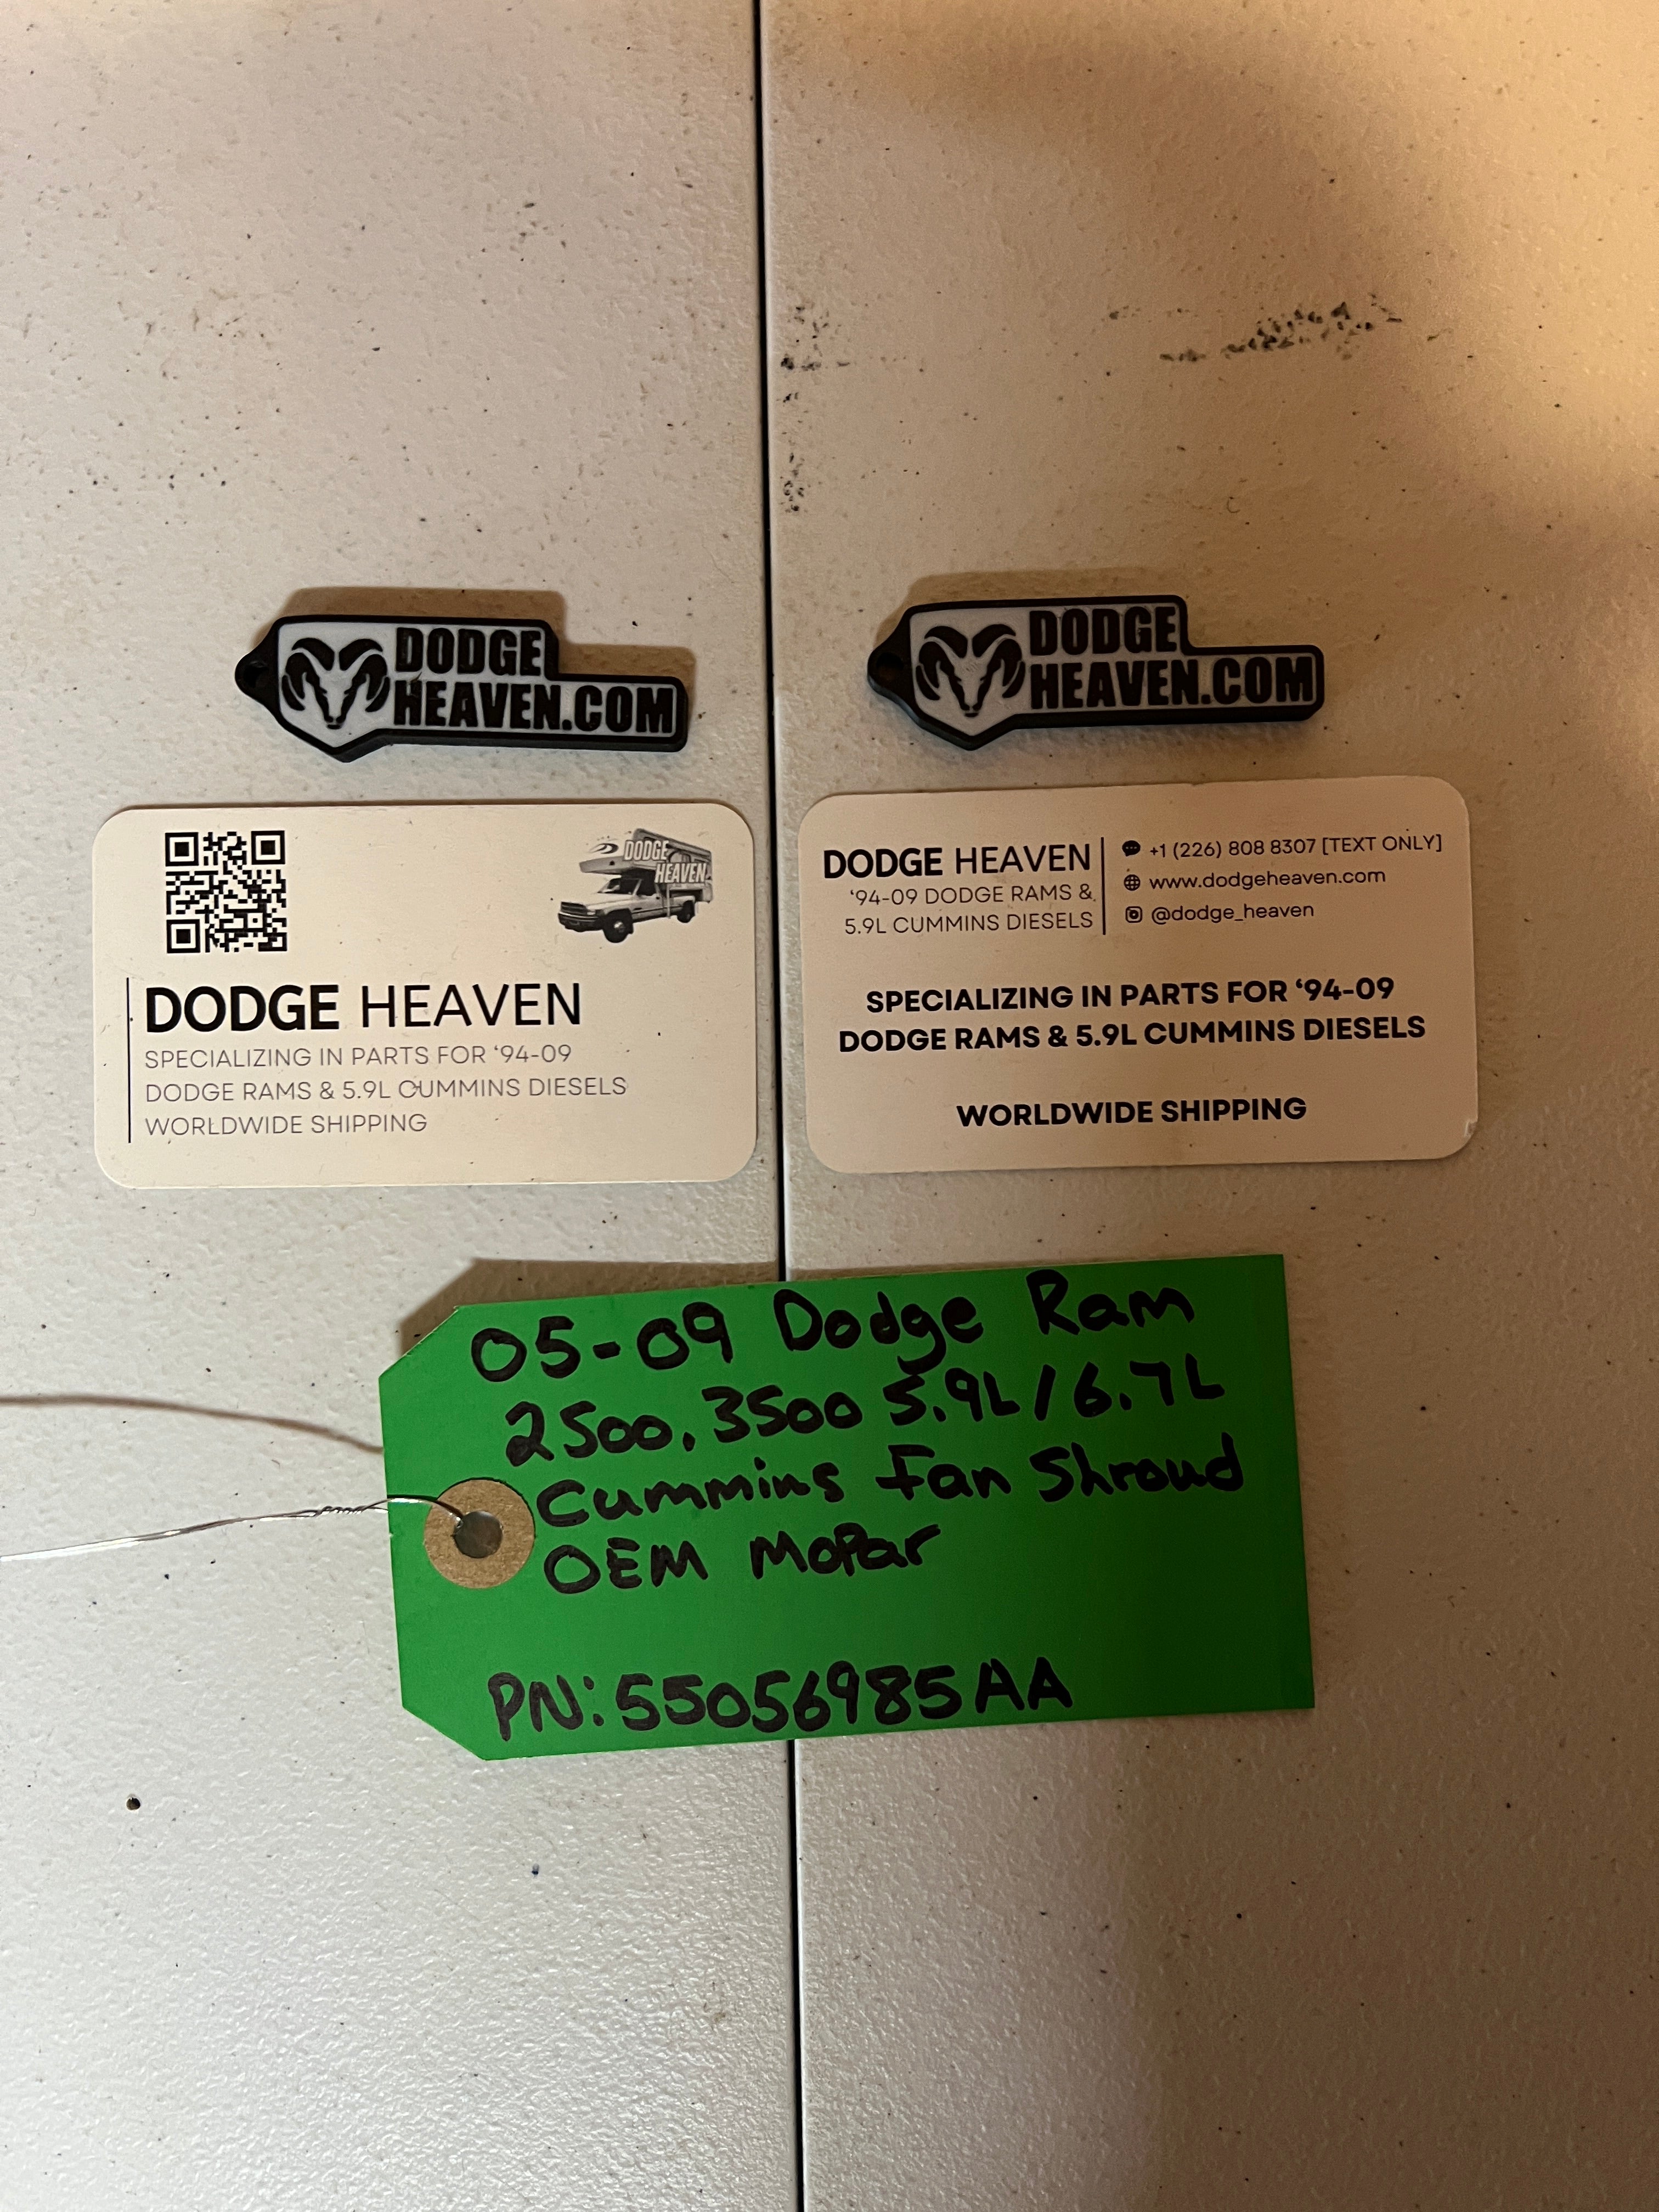 DODGE
HEAVEN.COM
DODGE
HEAVEN.COM
DODGE
HEAVEN
DODGE HEAVEN
SPECIALIZING IN PARTS FOR ‘94-09
DODGE RAMS & 5.9L CUMMINS DIESELS
WORLDWIDE SHIPPING
DODGE HEAVEN
‘94-09 DODGE RAMS &
5.9L CUMMINS DIESELS
+1 (226) 808 8307 [TEXT ONLY]
www.dodgeheaven.com
@dodge_heaven
SPECIALIZING IN PARTS FOR ‘94-09
DODGE RAMS & 5.9L CUMMINS DIESELS
WORLDWIDE SHIPPING
05-09 Dodge Ram
2500.3500 5.9L/6.7L
Cummins Fan Shroud
OEM Mopar
PN:55056985AA